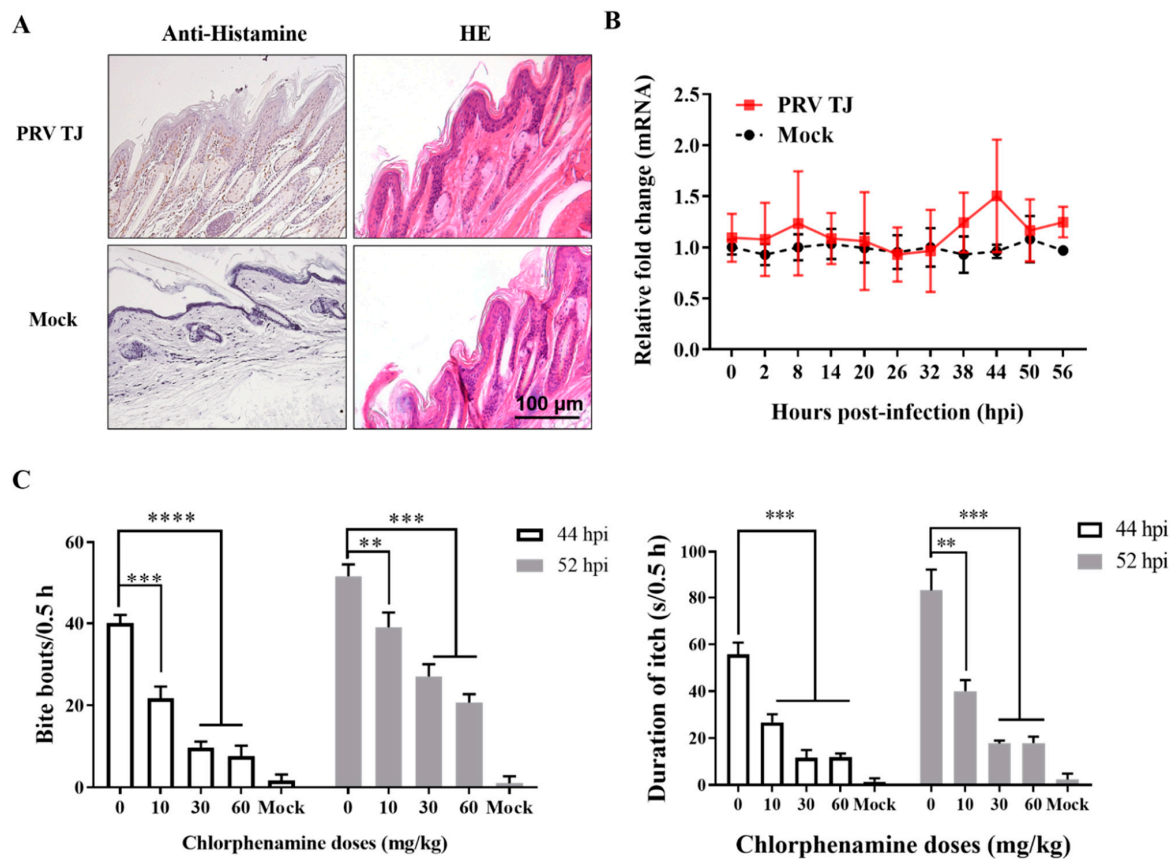 A
Anti-Histamine
HE
PRV TJ
Mock
100 μm
B
Relative fold change (mRNA)
2.5
2.0
1.5
1.0
0.5
0.0
PRV TJ
Mock
0 2 8 14 20 26 32 38 44 50 56
Hours post-infection (hpi)
C
Bite bouts/0.5 h
60
40
20
0
****
***
***
**
44 hpi
52 hpi
0 10 30 60 Mock 0 10 30 60 Mock
Chlorphenamine doses (mg/kg)
Duration of itch (s/0.5 h)
100
80
60
40
20
0
***
***
**
44 hpi
52 hpi
0 10 30 60 Mock 0 10 30 60 Mock
Chlorphenamine doses (mg/kg)